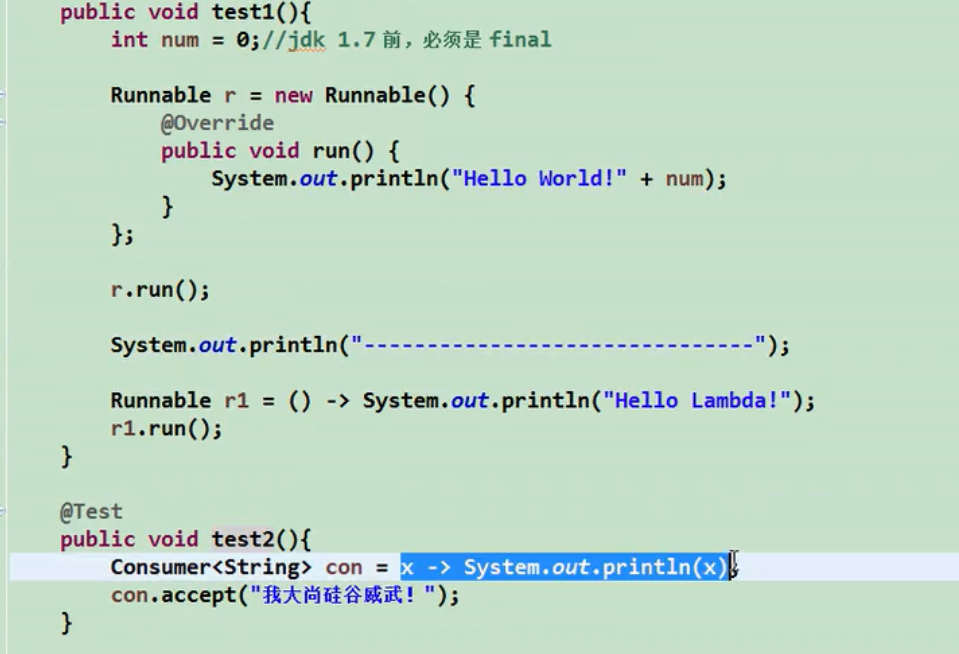 public void test1(){
int num = 0;//jdk 1.7 前，必须是 final
Runnable r = new Runnable() {
@Override
public void run() {
System.out.println("Hello World!" + num);
}
};
r.run();
System.out.println("-------------------------------");
Runnable r1 = () -> System.out.println("Hello Lambda!");
r1.run();
}
@Test
public void test2(){
Consumer<String> con = x -> System.out.println(x);
con.accept("我大尚硅谷威武！");
}